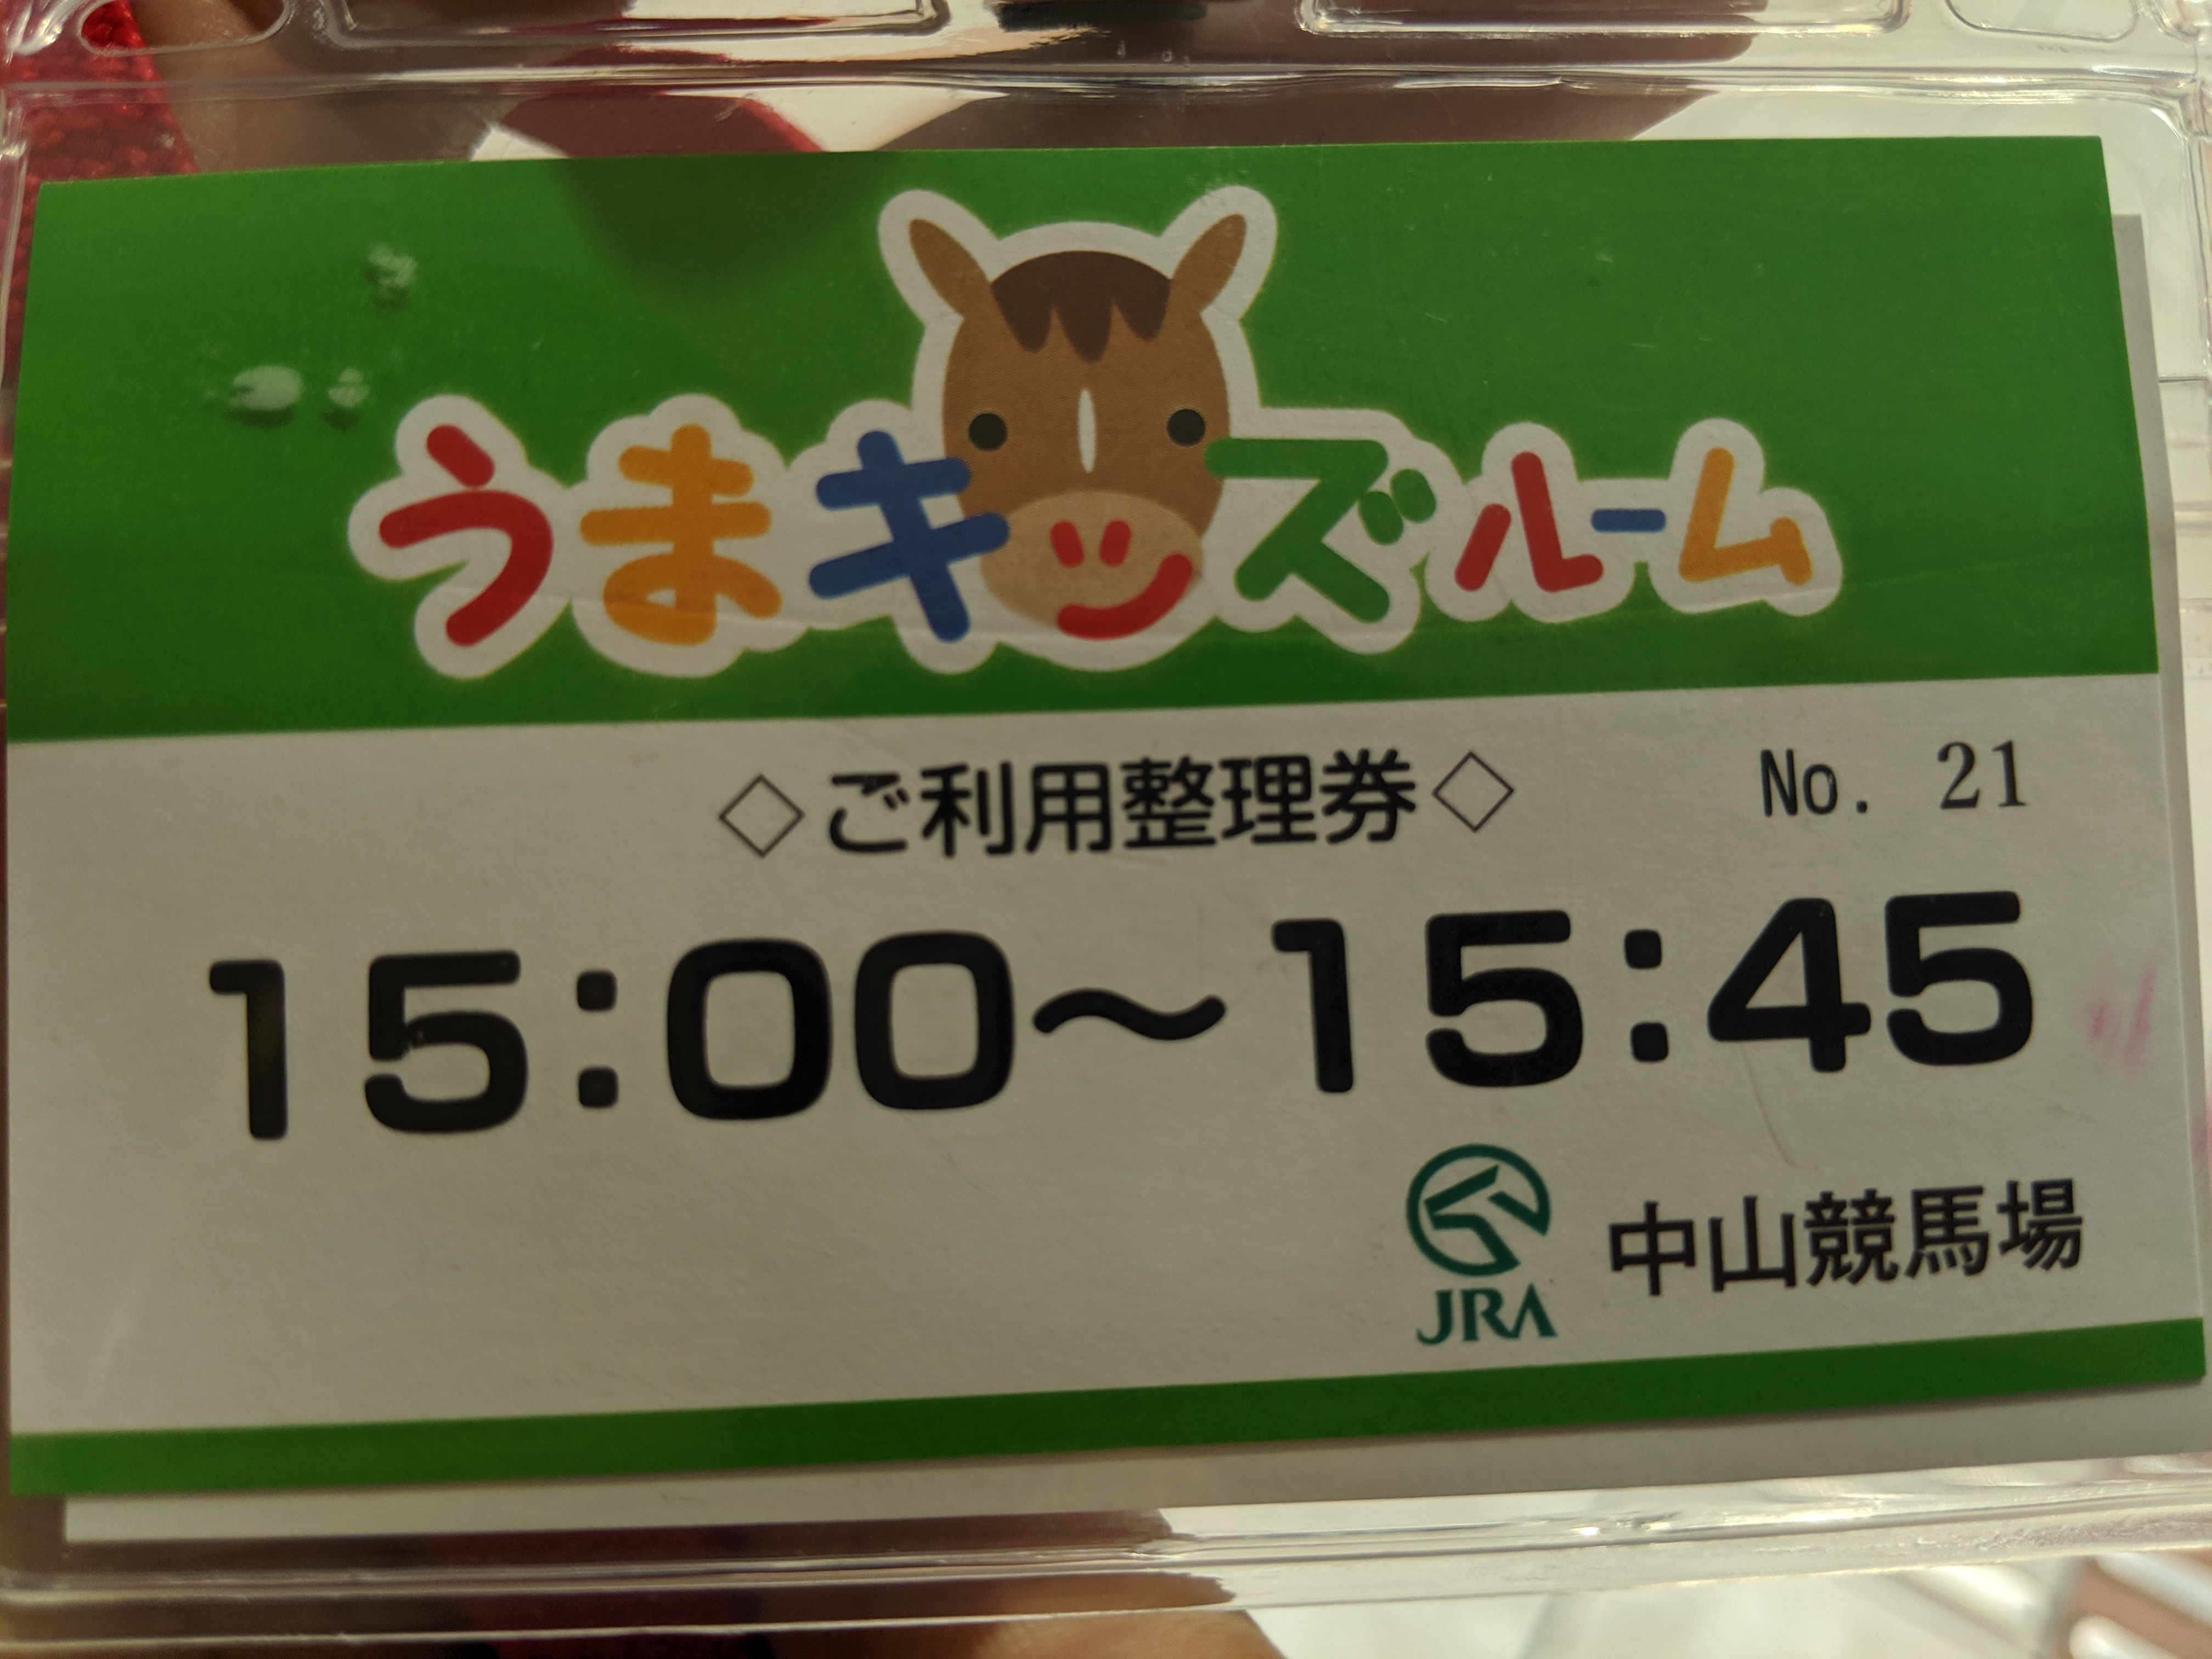 うまキッズルーム
◇ご利用整理券◇ No. 21
15:00～15:45
JRA 中山競馬場